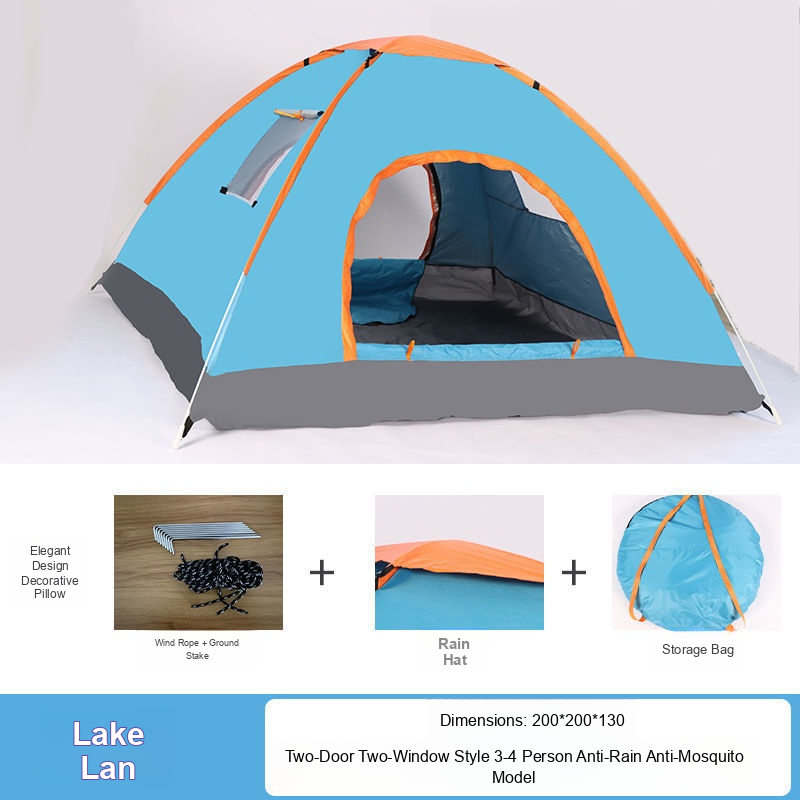 Elegant
Design
Decorative
Pillow
Wind Rope + Ground
Stake
Rain
Hat
Storage Bag
Lake
Lan
Dimensions: 200*200*130
Two-Door Two-Window Style 3-4 Person Anti-Rain Anti-Mosquito
Model